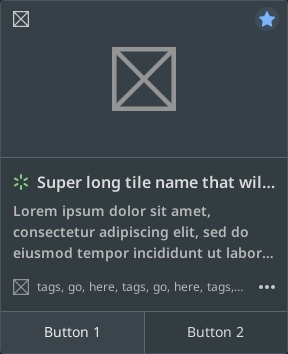 Super long tile name that wil...
Lorem ipsum dolor sit amet,
consectetur adipiscing elit, sed do
eiusmod tempor incididunt ut labor...
tags, go, here, tags, go, here, tags,...
Button 1
Button 2